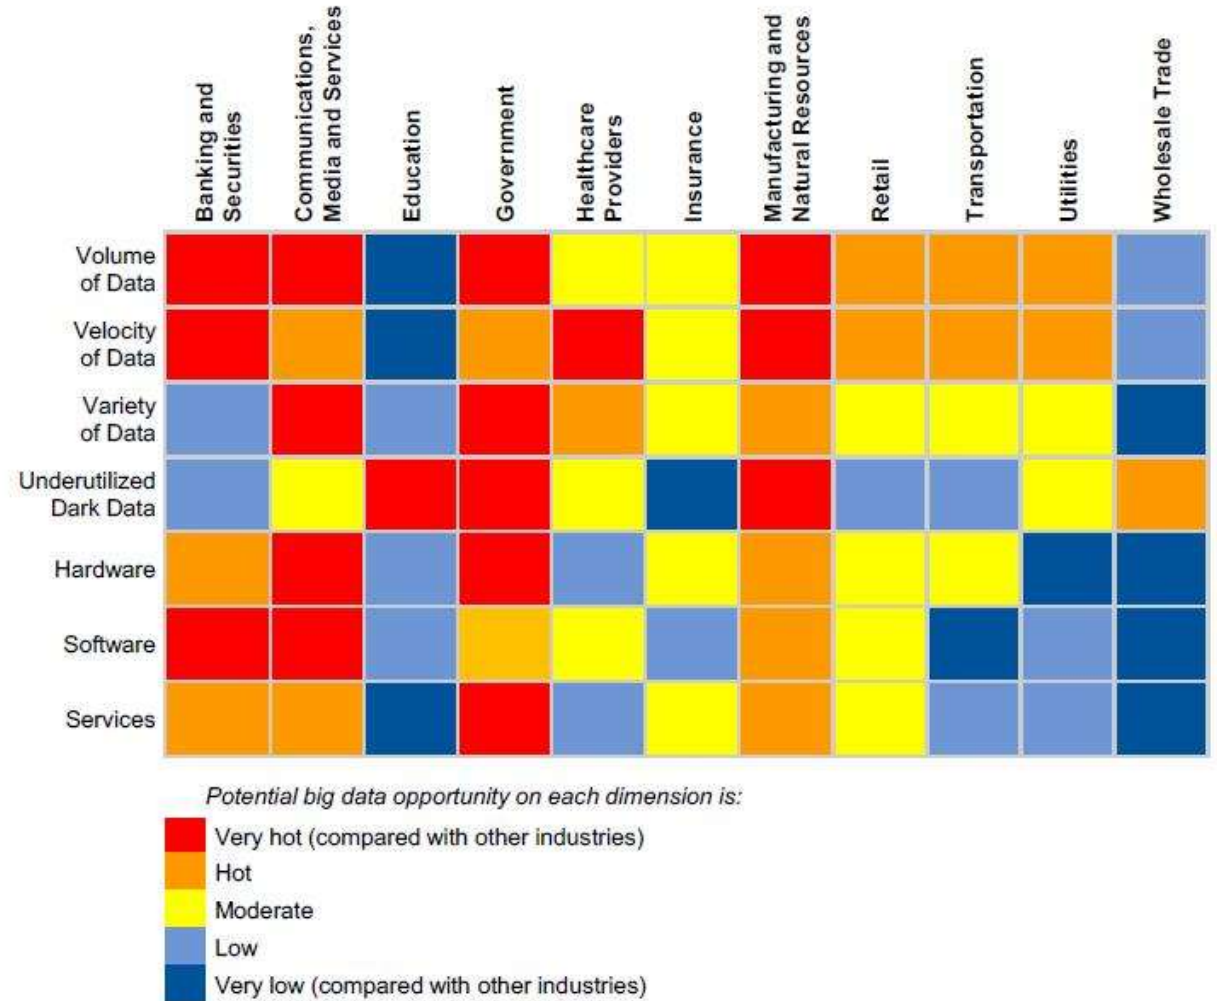 Banking and
Securities
Communications,
Media and Services
Education
Government
Healthcare
Providers
Insurance
Manufacturing and
Natural Resources
Retail
Transportation
Utilities
Wholesale Trade
Volume
of Data
Velocity
of Data
Variety
of Data
Underutilized
Dark Data
Hardware
Software
Services
Potential big data opportunity on each dimension is:
Very hot (compared with other industries)
Hot
Moderate
Low
Very low (compared with other industries)